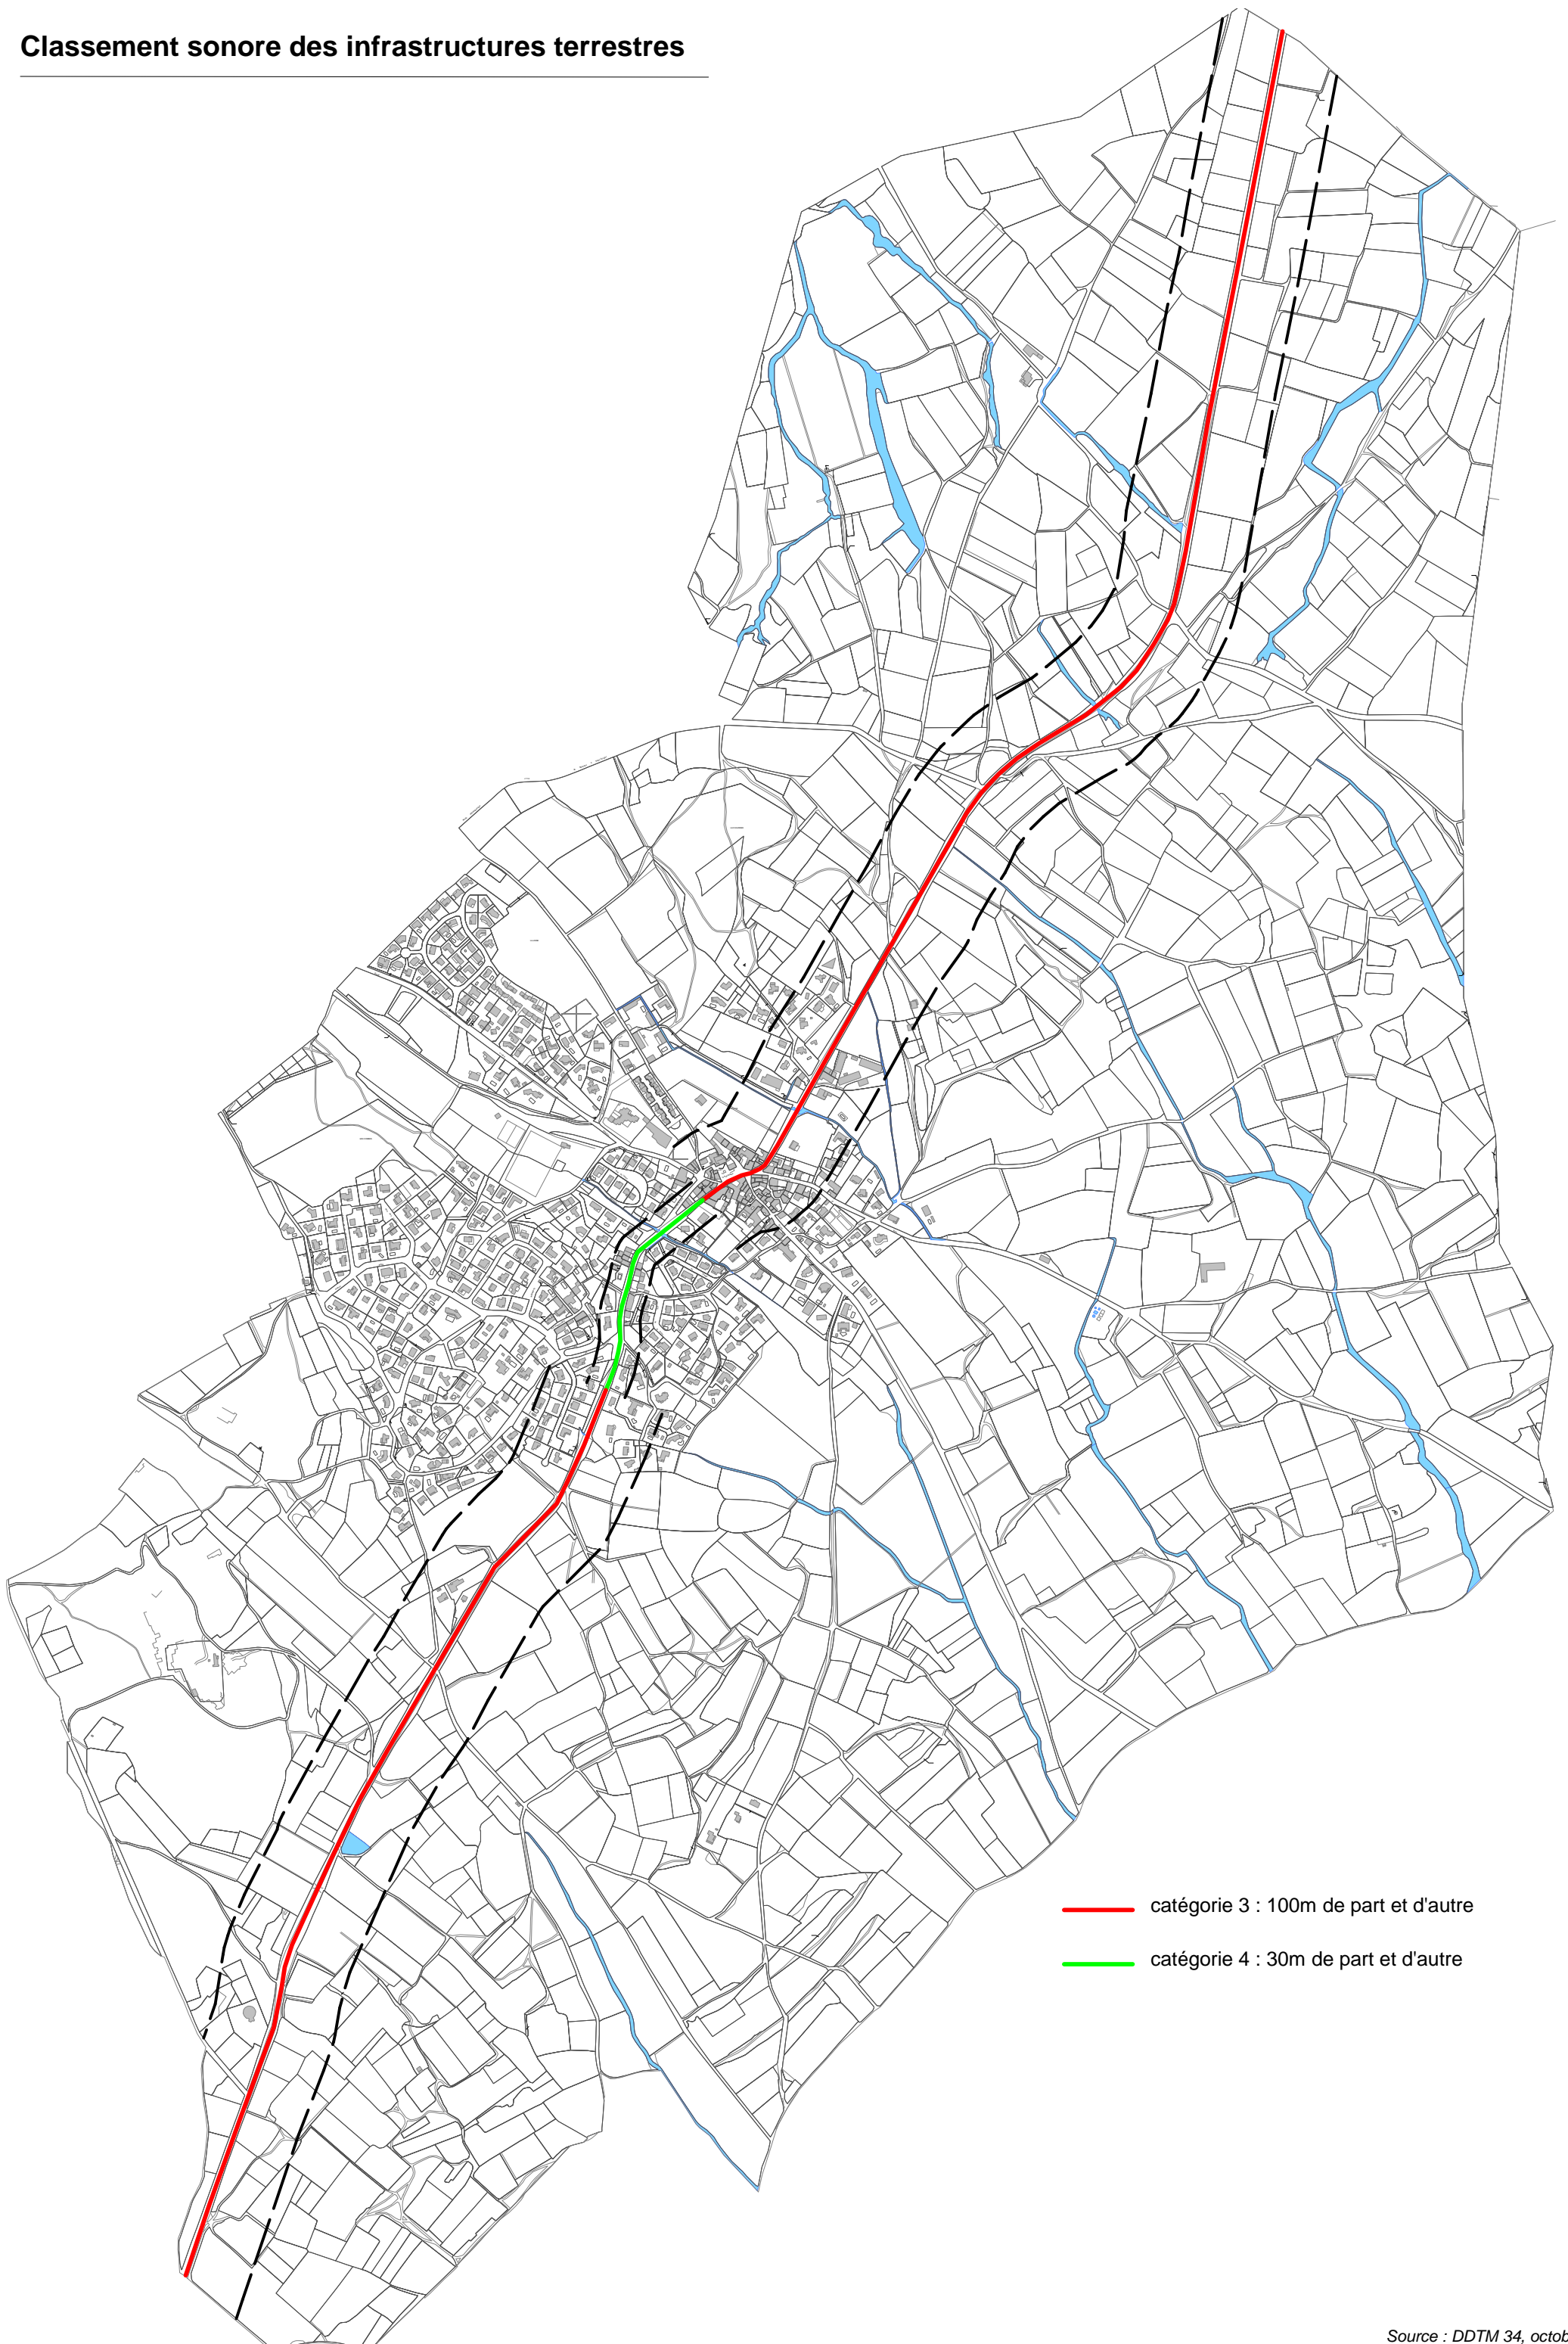 Classement sonore des infrastructures terrestres
catégorie 3 : 100m de part et d'autre
catégorie 4 : 30m de part et d'autre
Source : DDTM 34,